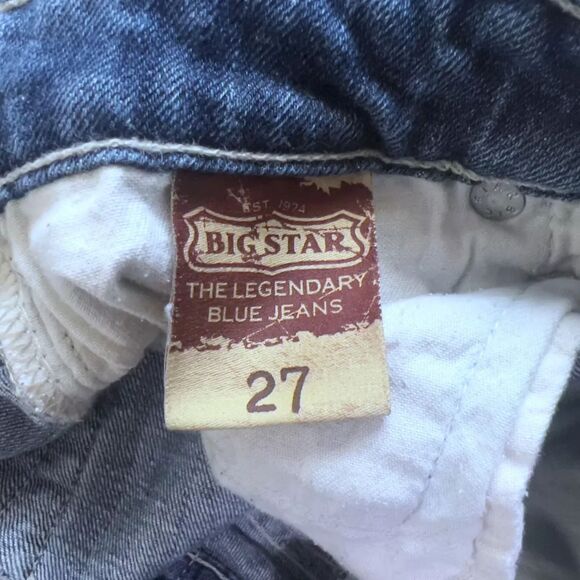 EST. 1974
BIG STAR
THE LEGENDARY
BLUE JEANS
27